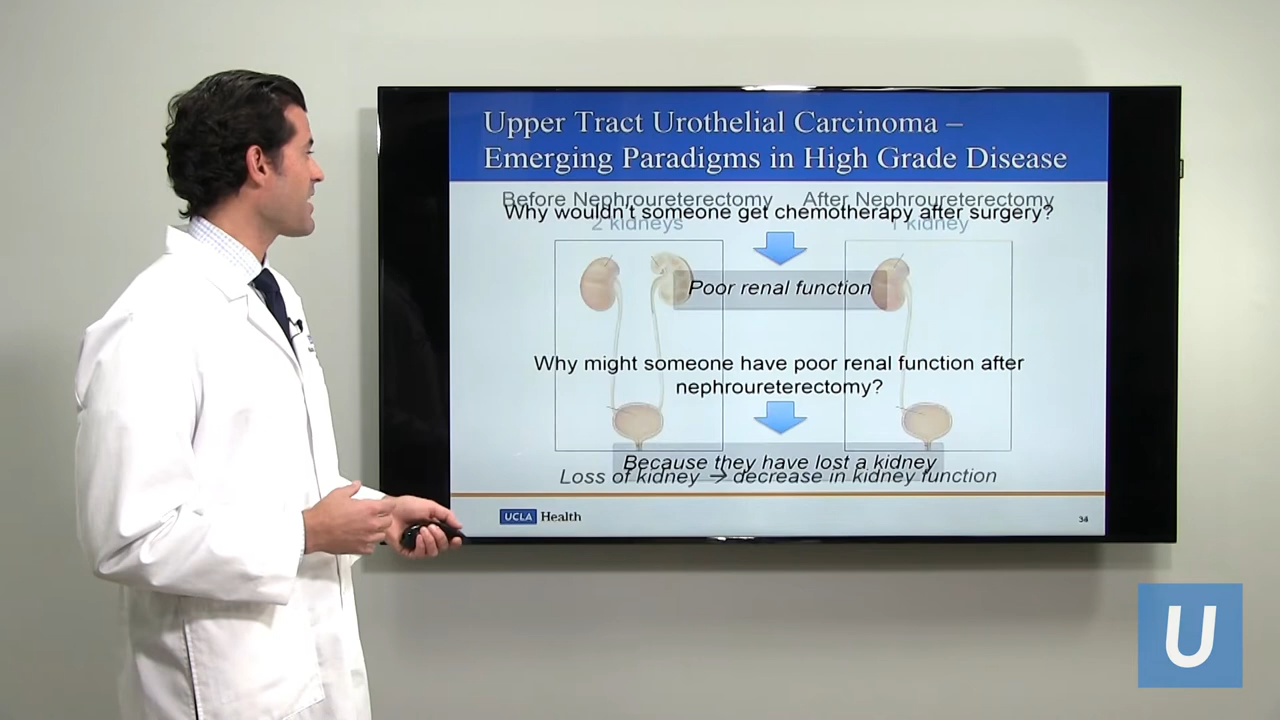 Upper Tract Urothelial Carcinoma –
Emerging Paradigms in High Grade Disease
Before Nephroureterectomy
After Nephroureterectomy
Why wouldn't someone get chemotherapy after surgery?
2 kidneys
1 kidney
Poor renal function
Why might someone have poor renal function after
nephroureterectomy?
Because they have lost a kidney
Loss of kidney → decrease in kidney function
UCLA Health
34
U